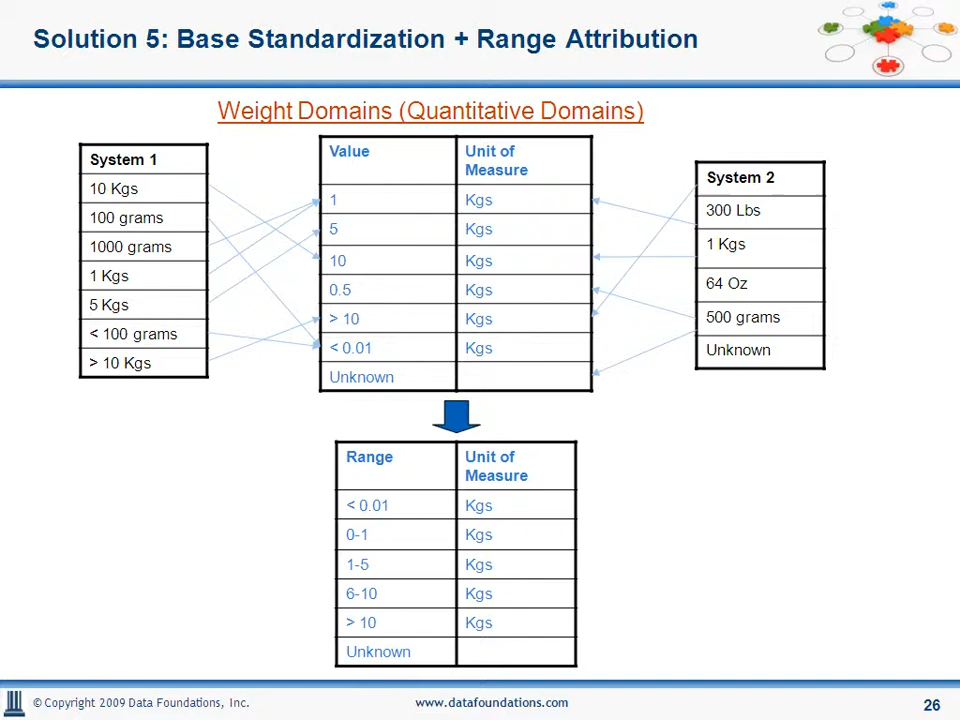 Solution 5: Base Standardization + Range Attribution
Weight Domains (Quantitative Domains)
System 1
10 Kgs
100 grams
1000 grams
1 Kgs
5 Kgs
< 100 grams
> 10 Kgs
Value
Unit of
Measure
1
Kgs
5
Kgs
10
Kgs
0.5
Kgs
> 10
Kgs
< 0.01
Kgs
Unknown
System 2
300 Lbs
1 Kgs
64 Oz
500 grams
Unknown
Range
Unit of
Measure
< 0.01
Kgs
0-1
Kgs
1-5
Kgs
6-10
Kgs
> 10
Kgs
Unknown
© Copyright 2009 Data Foundations, Inc.
www.datafoundations.com
26